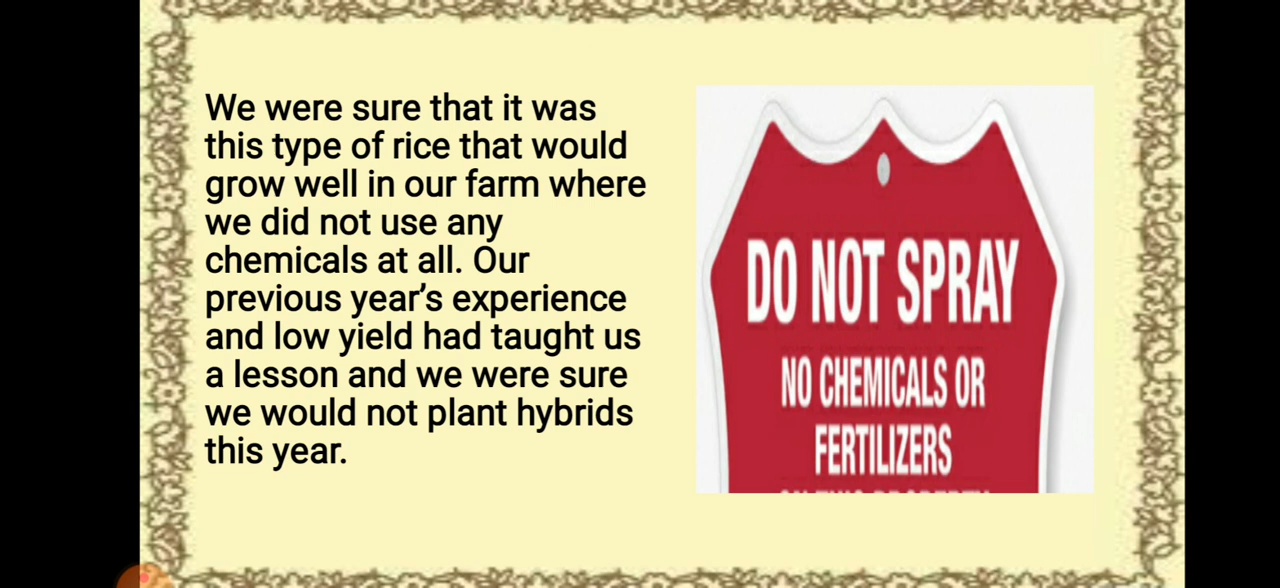 We were sure that it was
this type of rice that would
grow well in our farm where
we did not use any
chemicals at all. Our
previous year’s experience
and low yield had taught us
a lesson and we were sure
we would not plant hybrids
this year.
DO NOT SPRAY
NO CHEMICALS OR
FERTILIZERS